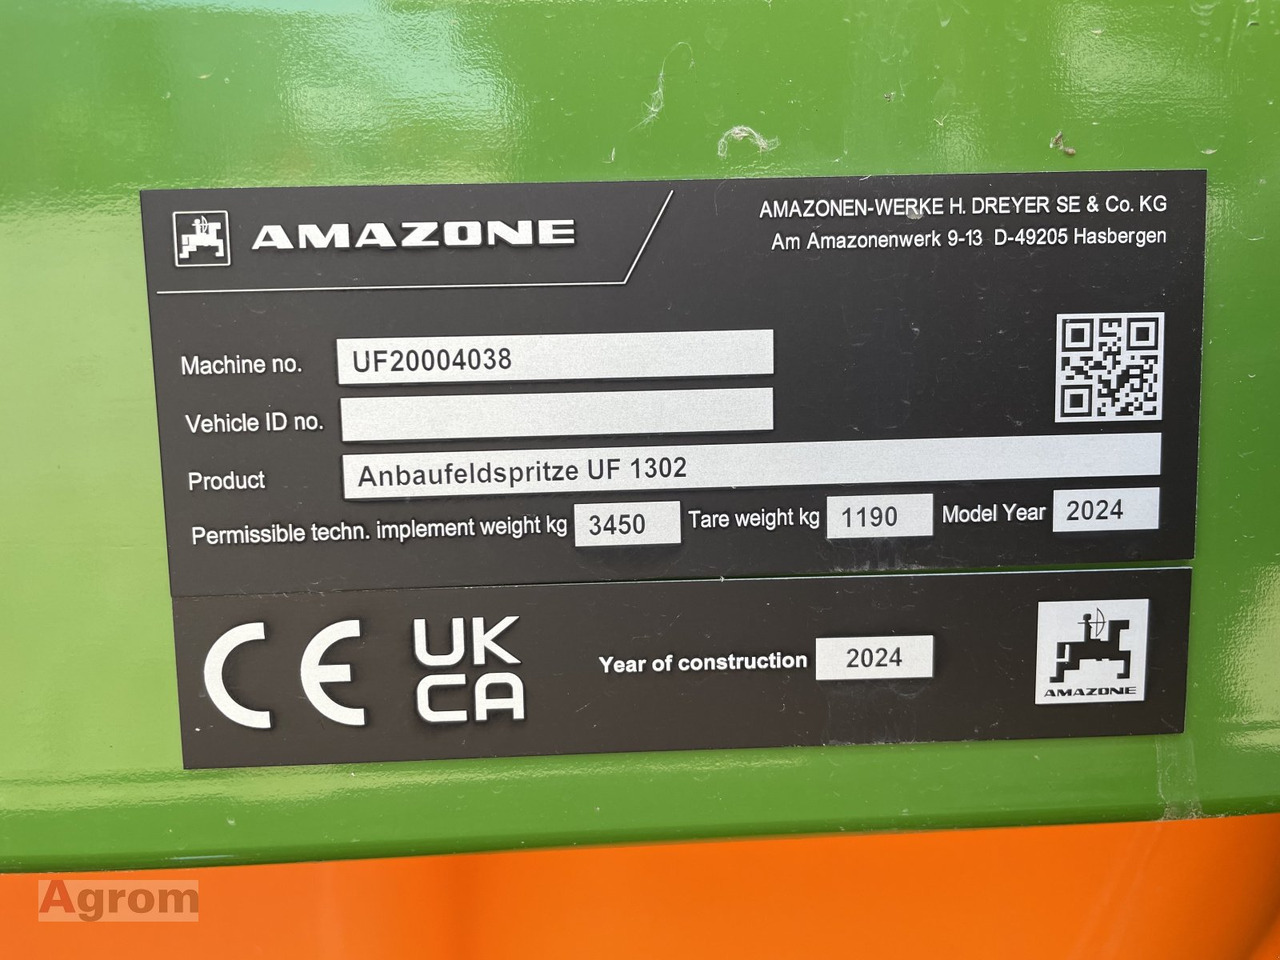 AMAZONE
AMAZONEN-WERKE H. DREYER SE & Co. KG
Am Amazonenwerk 9-13 D-49205 Hasbergen
Machine no. UF20004038
Vehicle ID no.
Product Anbaufeldspritze UF 1302
Permissible techn. implement weight kg 3450 Tare weight kg 1190 Model Year 2024
CE UK
CA
Year of construction 2024
AMAZONE
Agrom